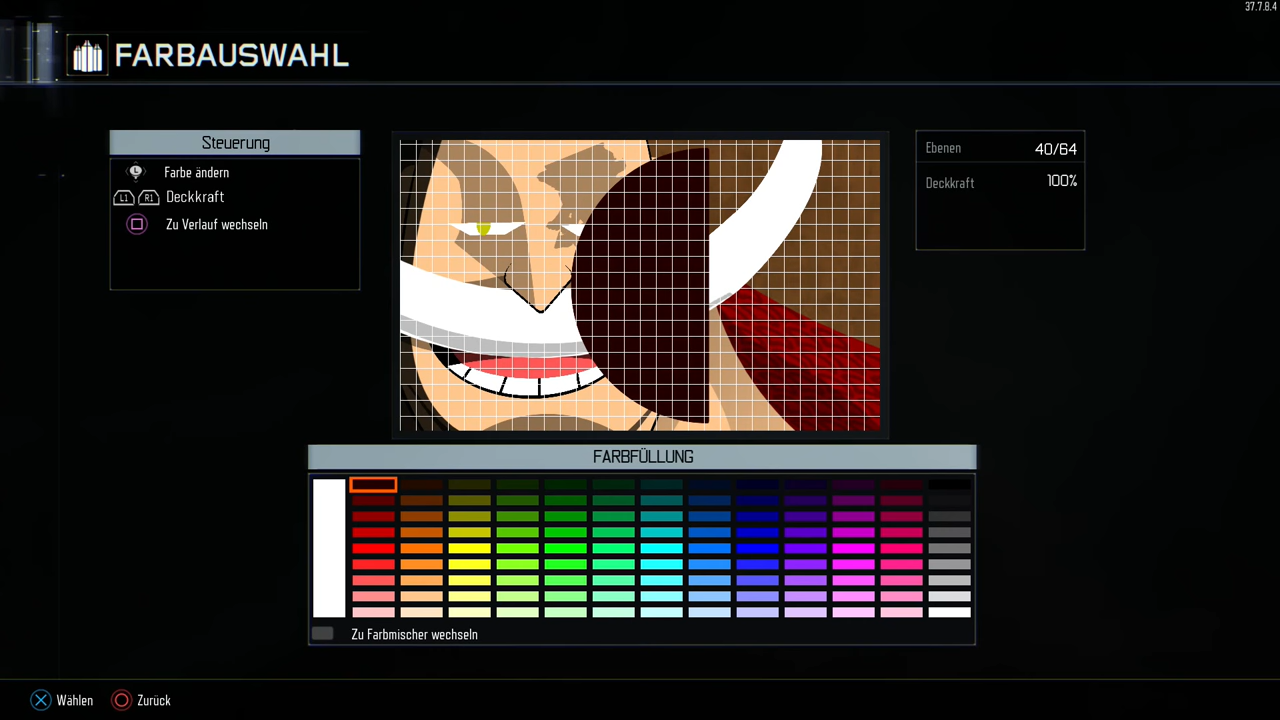 37.7.8.4
FARBAUSWAHL
Steuerung
L Farbe ändern
L1 R1 Deckkraft
Zu Verlauf wechseln
Ebenen 40/64
Deckkraft 100%
FARBFÜLLUNG
Zu Farbmischer wechseln
Wählen Zurück